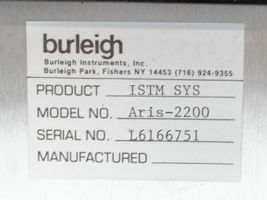 burleigh
Burleigh Instruments, Inc.
Burleigh Park, Fishers NY 14453 (716) 924-9355
PRODUCT ISTM SYS
MODEL NO. Aris-2200
SERIAL NO. L6166751
MANUFACTURED